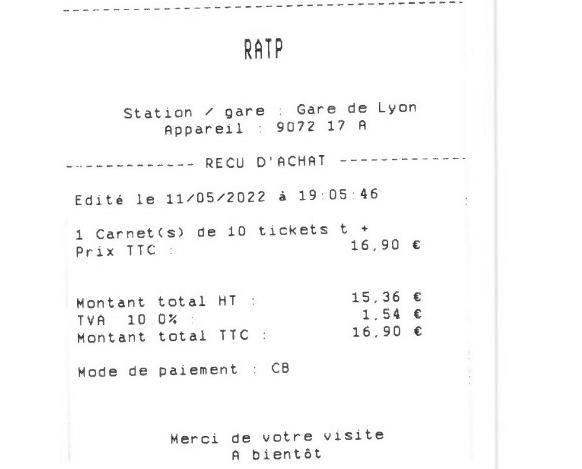 RATP
Station / gare : Gare de Lyon
Appareil : 9072 17 A
------------- RECU D'ACHAT -------------
Edité le 11/05/2022 à 19:05:46
1 Carnet(s) de 10 tickets t +
Prix TTC : 16,90 €
Montant total HT : 15,36 €
TVA 10.0% : 1,54 €
Montant total TTC : 16,90 €
Mode de paiement : CB
Merci de votre visite
A bientôt